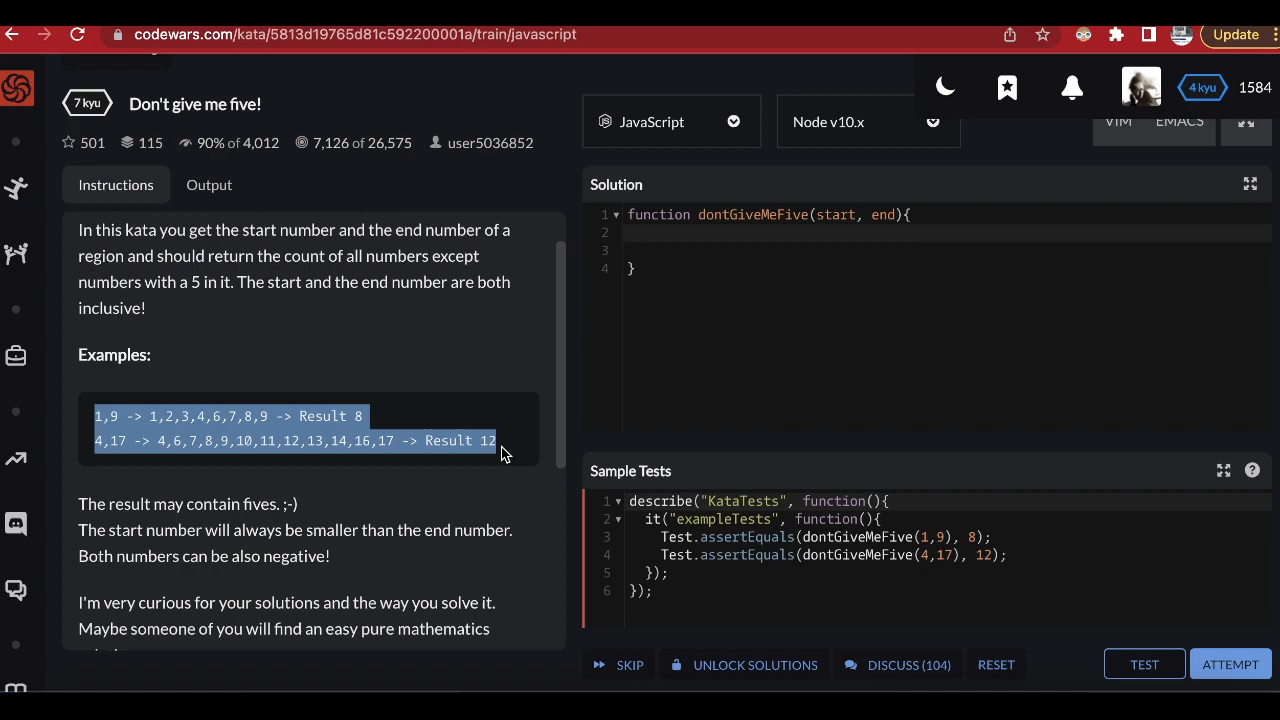 codewars.com/kata/5813d19765d81c592200001a/train/javascript
Update
7 kyu
Don't give me five!
4 kyu
1584
501
115
90% of 4,012
7,126 of 26,575
user5036852
JavaScript
Node v10.x
VIM
EMACS
Instructions
Output
In this kata you get the start number and the end number of a
region and should return the count of all numbers except
numbers with a 5 in it. The start and the end number are both
inclusive!
Examples:
1,9 -> 1,2,3,4,6,7,8,9 -> Result 8
4,17 -> 4,6,7,8,9,10,11,12,13,14,16,17 -> Result 12
The result may contain fives. ;-)
The start number will always be smaller than the end number.
Both numbers can be also negative!
I'm very curious for your solutions and the way you solve it.
Maybe someone of you will find an easy pure mathematics
Solution
1 function dontGiveMeFive(start, end){
2
3
4 }
Sample Tests
1 describe("KataTests", function(){
2 it("exampleTests", function(){
3 Test.assertEquals(dontGiveMeFive(1,9), 8);
4 Test.assertEquals(dontGiveMeFive(4,17), 12);
5 });
6 });
SKIP
UNLOCK SOLUTIONS
DISCUSS (104)
RESET
TEST
ATTEMPT